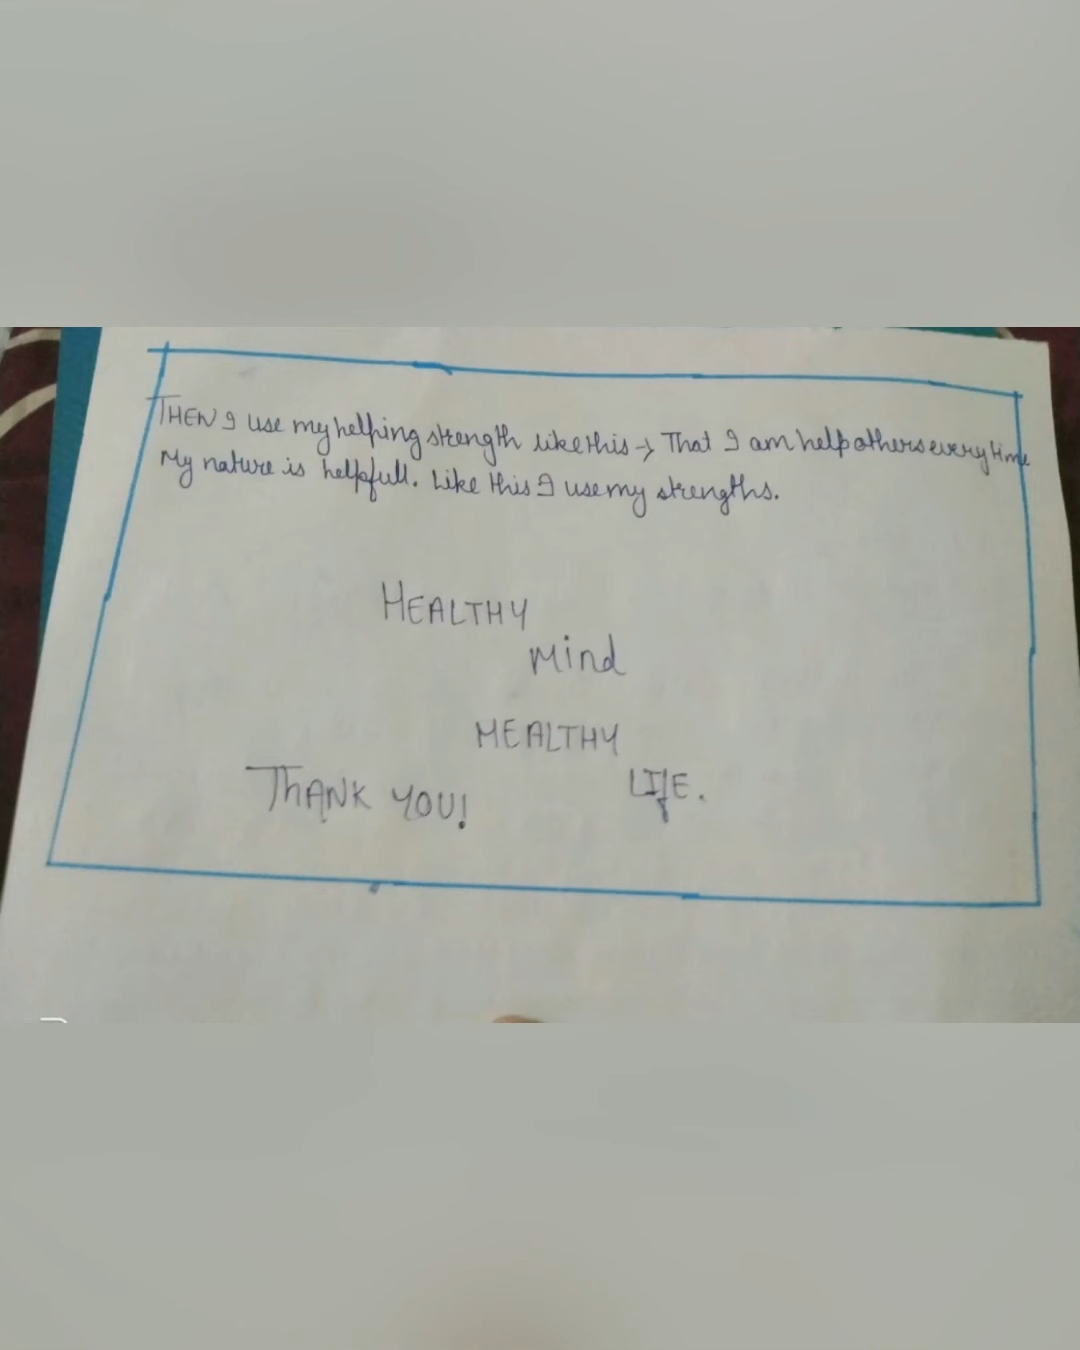 THEN I use my helping strength like this → That I am help others every time
My nature is helpfull. Like this I use my strengths.
HEALTHY
Mind
HEALTHY
LIfE.
ThANK YOU!